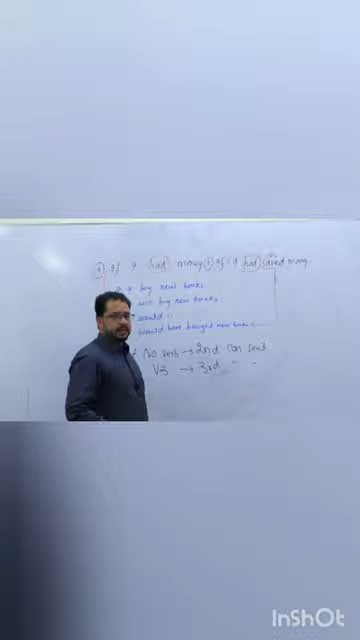 if I had money if I had saved money
I buy new books
will buy new books
would "
would have bought new books
No verb → 2nd Con sent
V3 → 3rd " "
InShOt